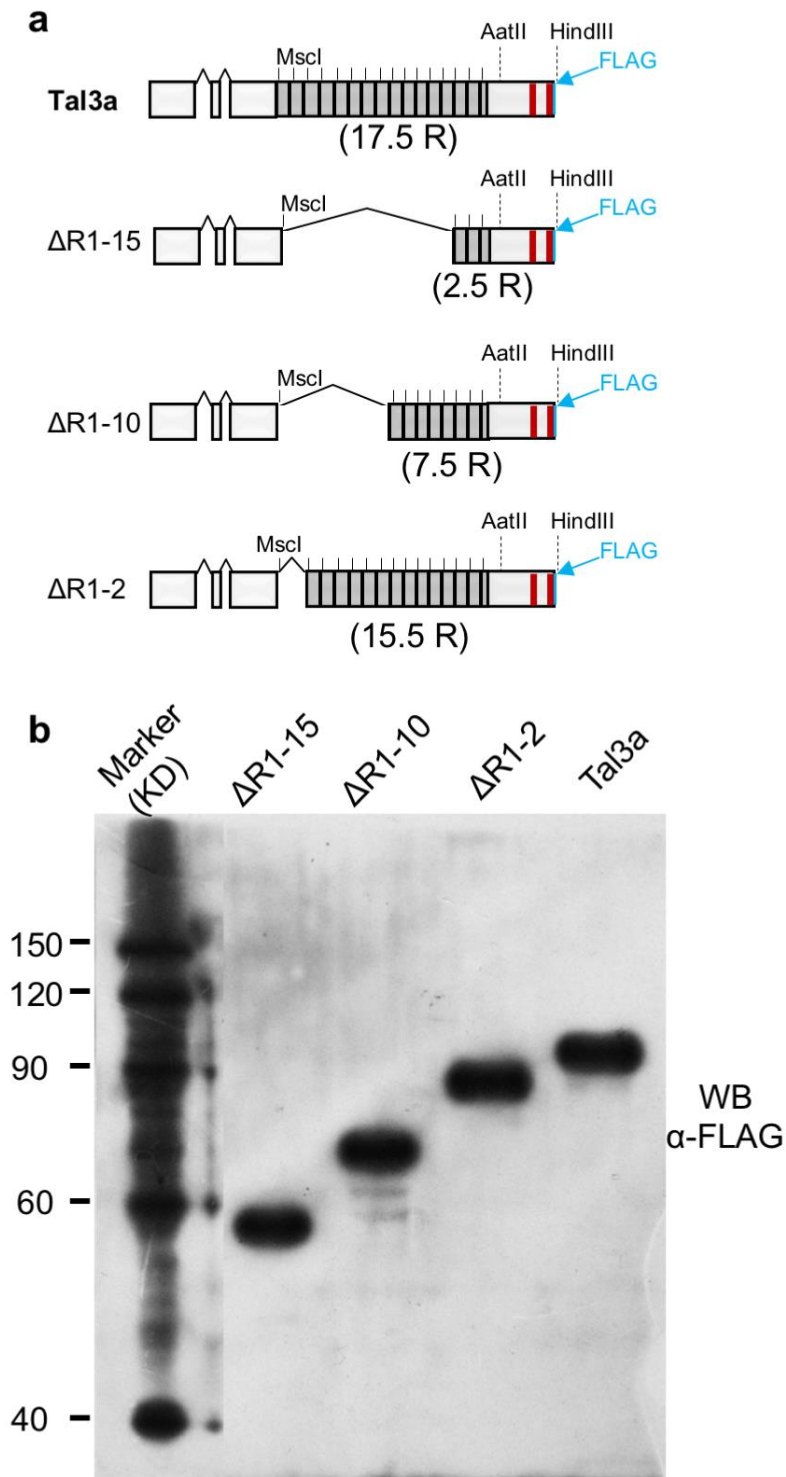 a
AatII HindIII
MscI
FLAG
Tal3a
(17.5 R)
AatII HindIII
MscI
FLAG
ΔR1-15
(2.5 R)
AatII HindIII
MscI
FLAG
ΔR1-10
(7.5 R)
AatII HindIII
MscI
FLAG
ΔR1-2
(15.5 R)
b
Marker
(KD)
ΔR1-15
ΔR1-10
ΔR1-2
Tal3a
150
120
90
60
40
WB
α-FLAG